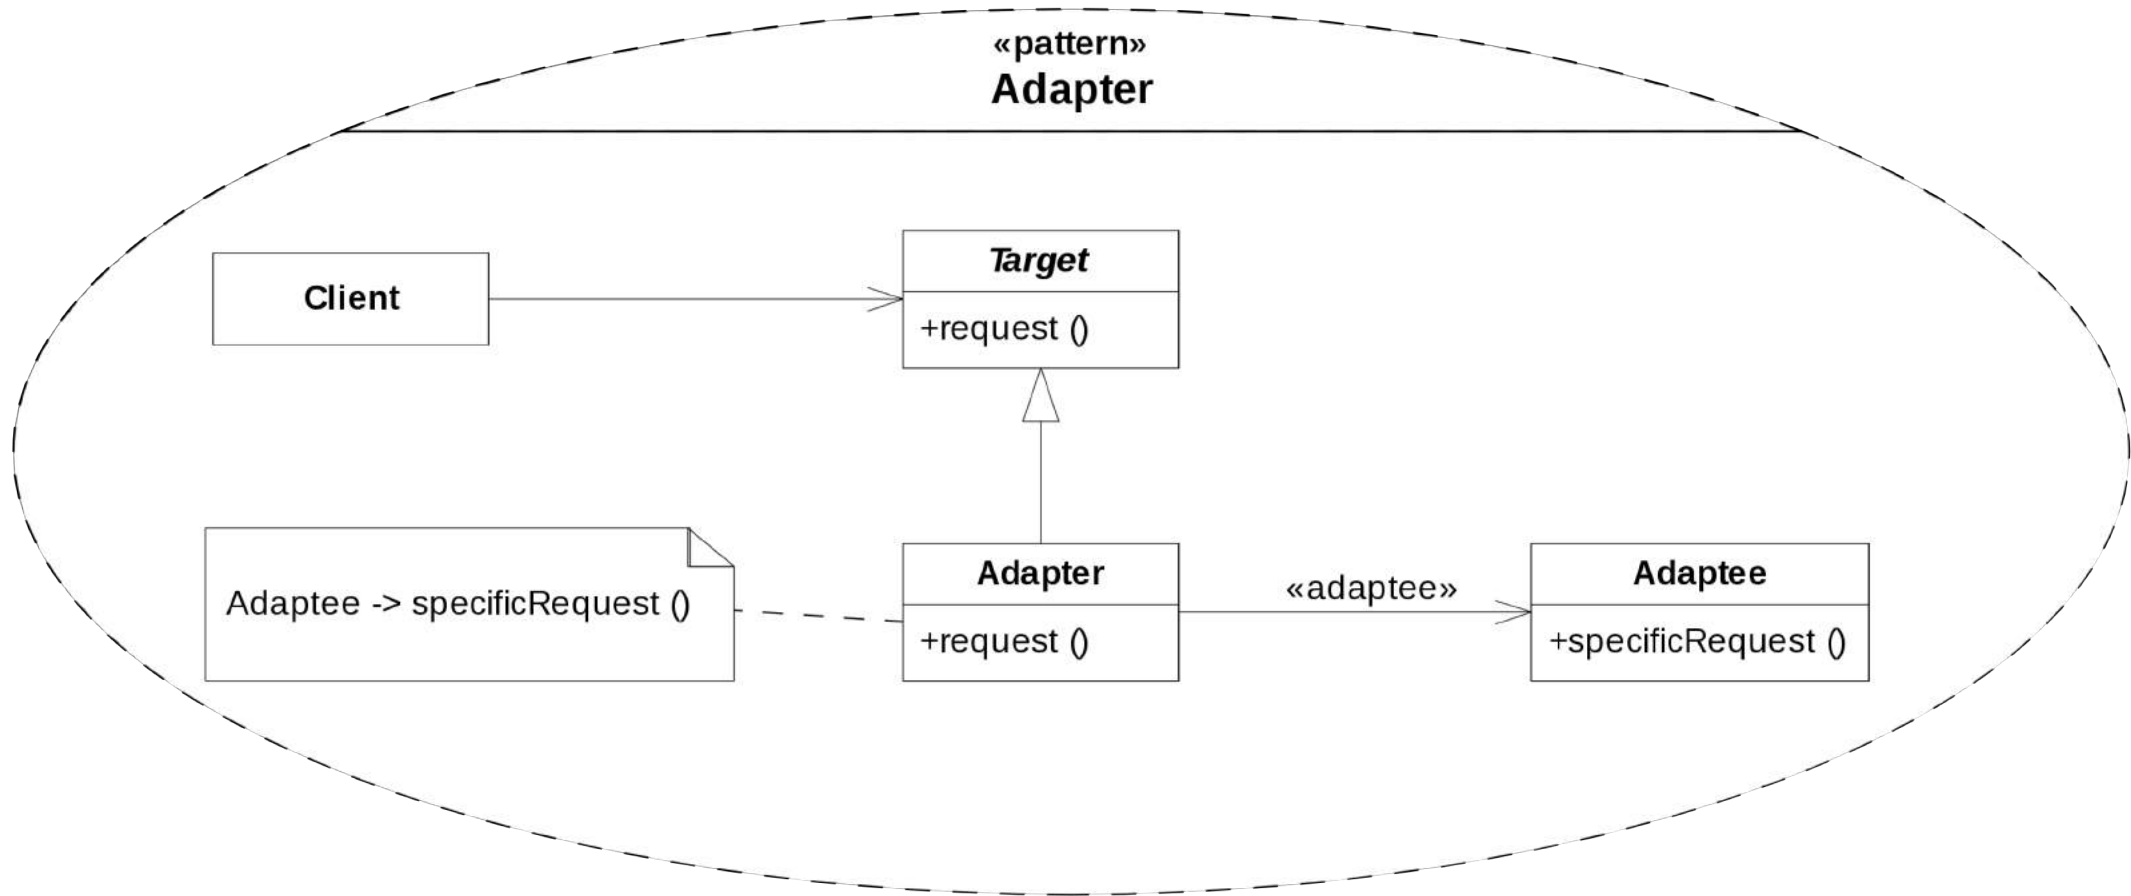 «pattern»
Adapter
Client
Target
+request ()
Adaptee -> specificRequest ()
Adapter
+request ()
«adaptee»
Adaptee
+specificRequest ()